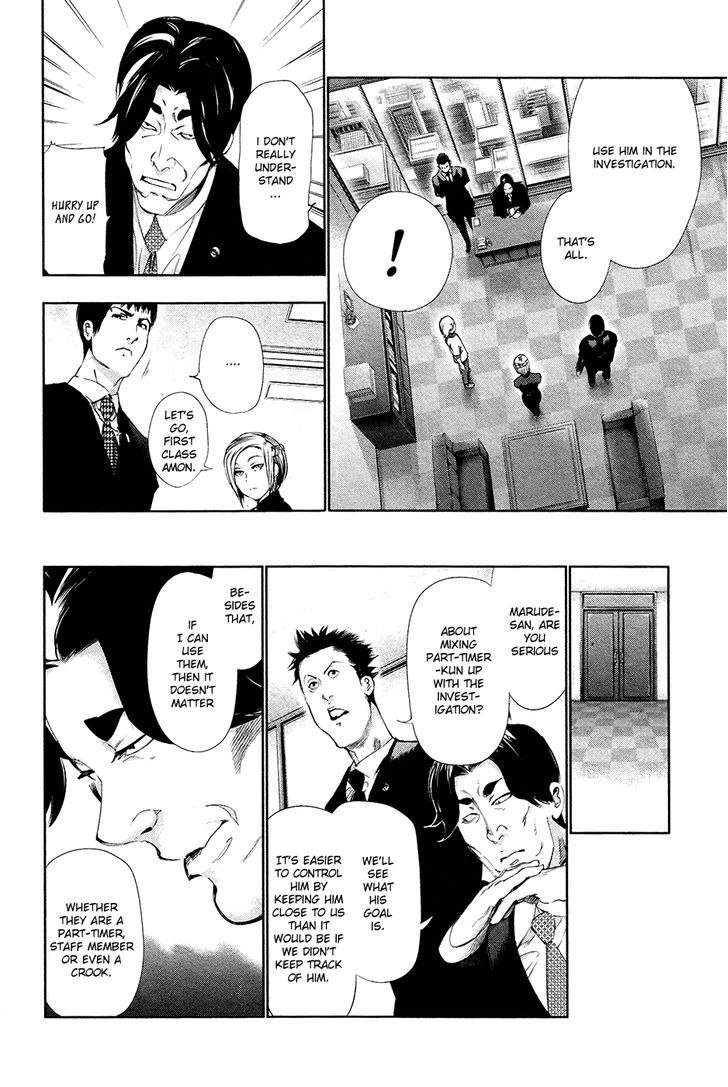 USE HIM IN THE
INVESTIGATION.
THAT'S
ALL.
!
I DON'T
REALLY
UNDER-
STAND
...
HURRY UP
AND GO!
....
LET'S
GO,
FIRST
CLASS
AMON.
MARUDE-
SAN, ARE
YOU
SERIOUS
ABOUT
MIXING
PART-TIMER
-KUN UP
WITH THE
INVEST-
IGATION?
WE'LL
SEE
WHAT
HIS
GOAL
IS.
IT'S EASIER
TO CONTROL
HIM BY
KEEPING HIM
CLOSE TO US
THAN IT
WOULD BE IF
WE DIDN'T
KEEP TRACK
OF HIM.
BE-
SIDES
THAT,
IF
I CAN
USE
THEM,
THEN IT
DOESN'T
MATTER
WHETHER
THEY ARE A
PART-TIMER,
STAFF MEMBER
OR EVEN A
CROOK.